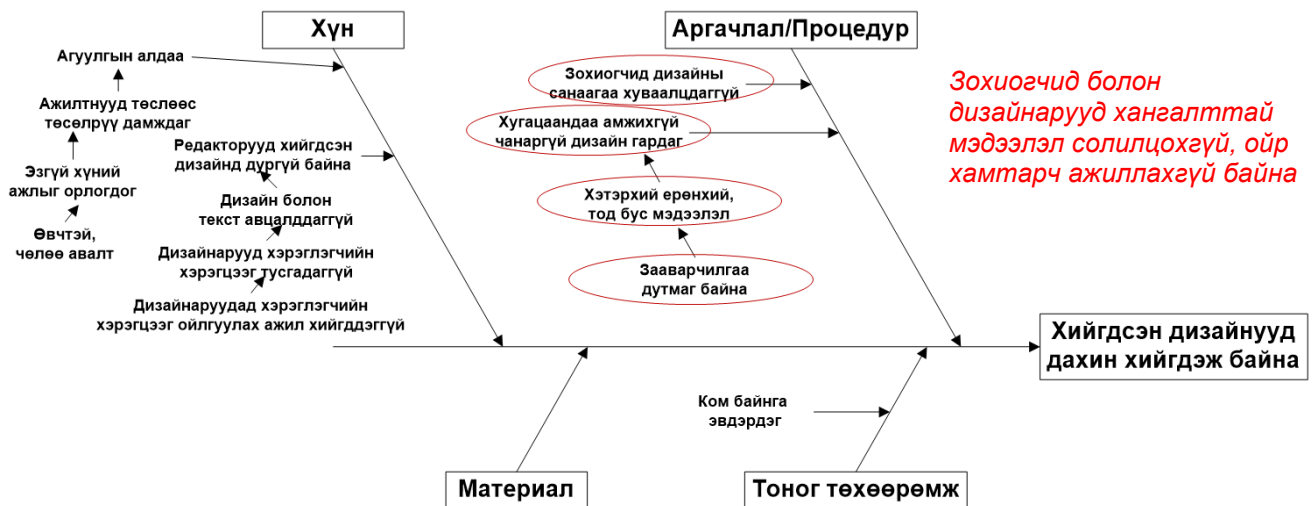 Хүн
Аргачлал/Процедур
Агуулгын алдаа
Ажилтнууд төслөөс
төсөлрүү дамждаг
Эзгүй хүний
ажлыг орлогдог
Өвчтэй,
чөлөө авалт
Редакторууд хийгдсэн
дизайнд дургүй байна
Дизайн болон
текст авцалддаггүй
Дизайнарууд хэрэглэгчийн
хэрэгцээг тусгадаггүй
Дизайнаруудад хэрэглэгчийн
хэрэгцээг ойлгуулах ажил хийгддэггүй
Зохиогчид дизайны
санаагаа хуваалцдаггүй
Хугацаандаа амжихгүй
чанаргүй дизайн гардаг
Хэтэрхий ерөнхий,
тод бус мэдээлэл
Зааварчилгаа
дутмаг байна
Зохиогчид болон
дизайнарууд хангалттай
мэдээлэл солилцохгүй, ойр
хамтарч ажиллахгүй байна
Хийгдсэн дизайнууд
дахин хийгдэж байна
Ком байнга
эвдэрдэг
Материал
Тоног төхөөрөмж